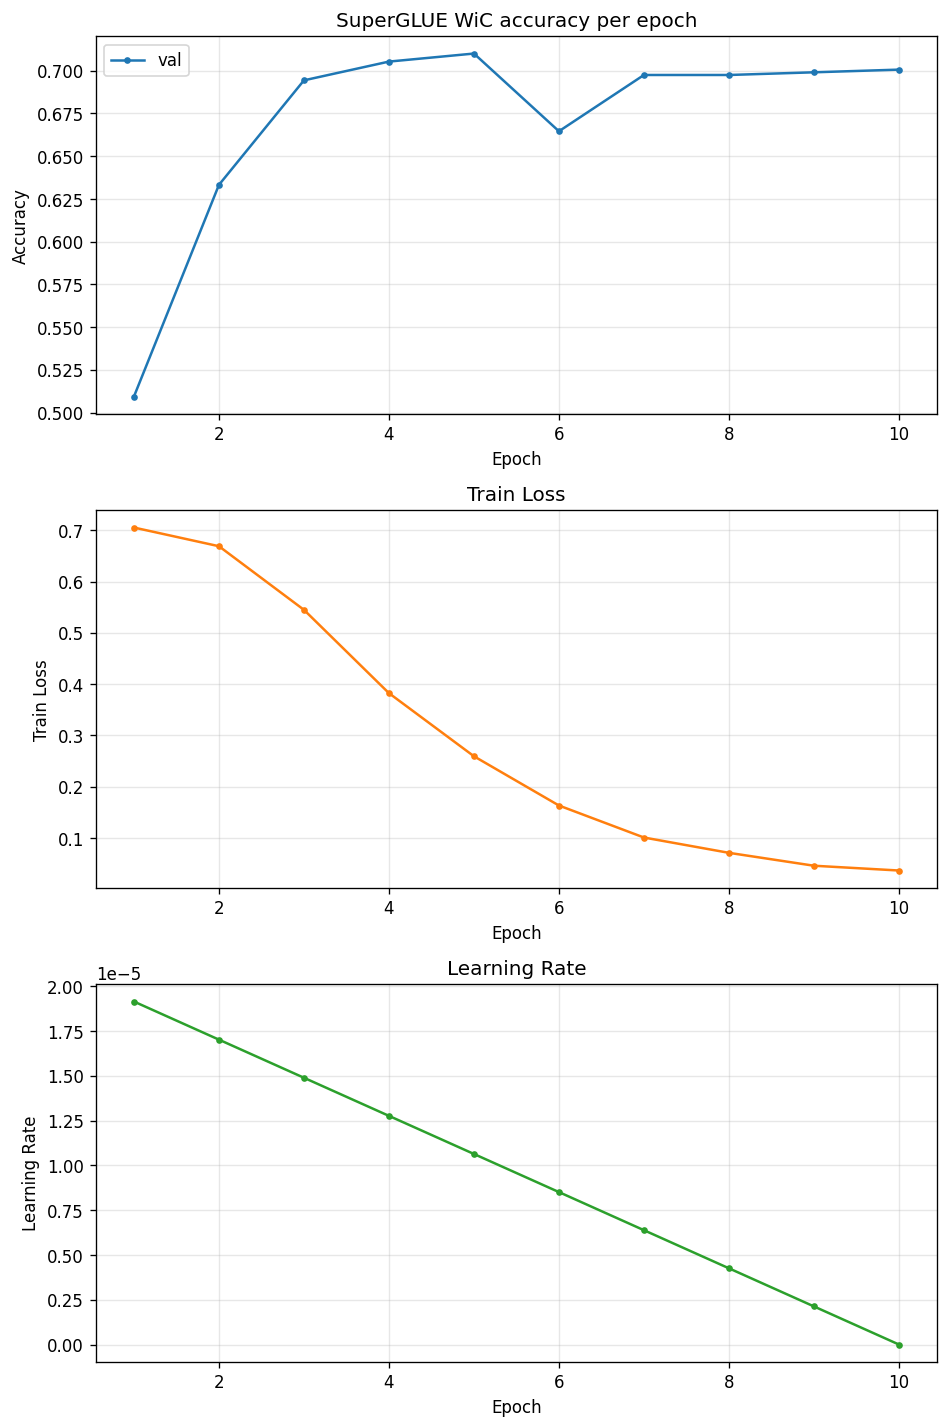 SuperGLUE WiC accuracy per epoch
val
0.700
0.675
0.650
0.625
0.600
0.575
0.550
0.525
0.500
Accuracy
2 4 6 8 10
Epoch
Train Loss
0.7
0.6
0.5
0.4
0.3
0.2
0.1
Train Loss
2 4 6 8 10
Epoch
Learning Rate
1e−5
2.00
1.75
1.50
1.25
1.00
0.75
0.50
0.25
0.00
Learning Rate
2 4 6 8 10
Epoch